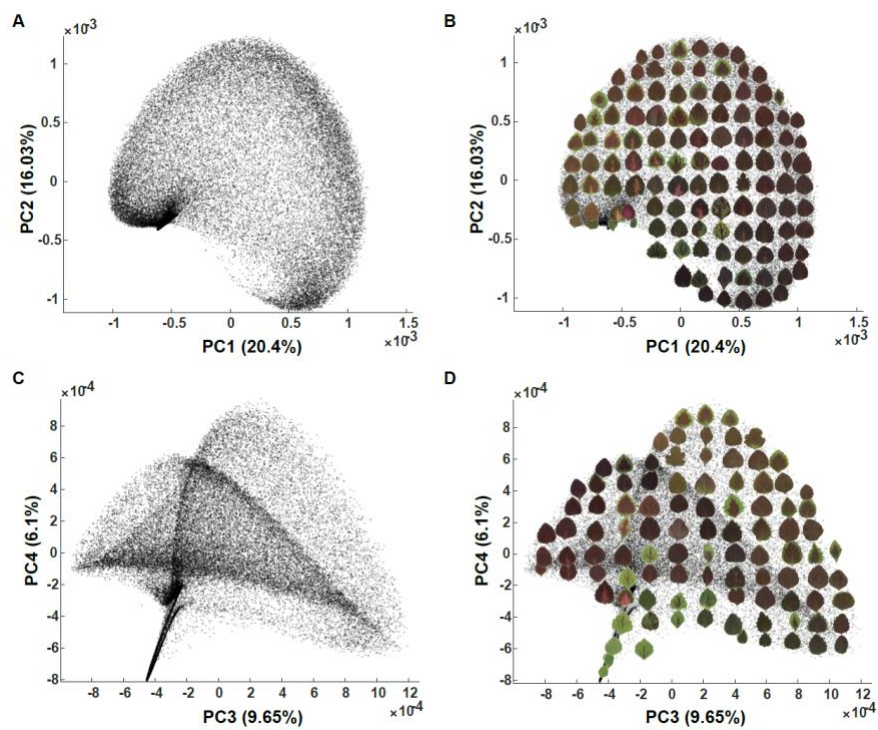 A
×10⁻³
1
0.5
0
-0.5
-1
PC2 (16.03%)
-1 -0.5 0 0.5 1 1.5
×10⁻³
PC1 (20.4%)
B
×10⁻³
1
0.5
0
-0.5
-1
PC2 (16.03%)
-1 -0.5 0 0.5 1 1.5
×10⁻³
PC1 (20.4%)
C
×10⁻⁴
8
6
4
2
0
-2
-4
-6
-8
PC4 (6.1%)
-8 -6 -4 -2 0 2 4 6 8 10 12
×10⁻⁴
PC3 (9.65%)
D
×10⁻⁴
8
6
4
2
0
-2
-4
-6
-8
PC4 (6.1%)
-8 -6 -4 -2 0 2 4 6 8 10 12
×10⁻⁴
PC3 (9.65%)